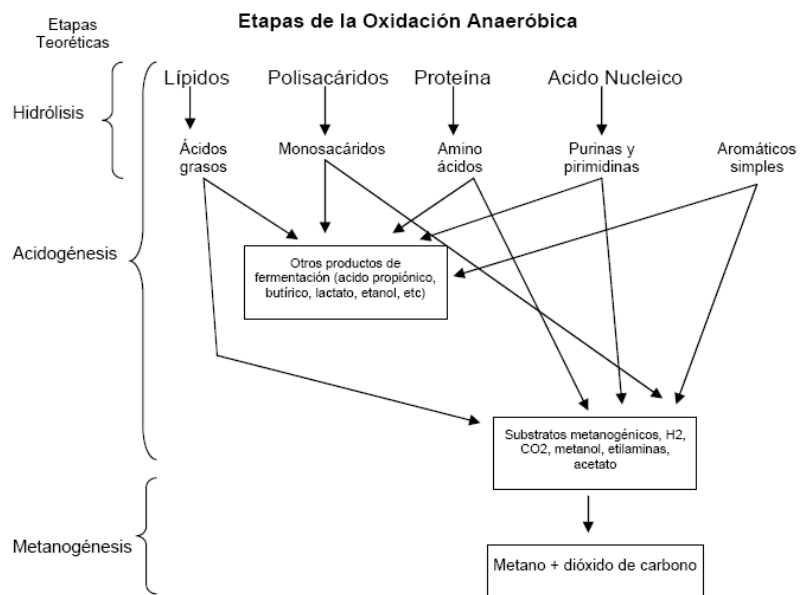 Etapas de la Oxidación Anaeróbica
Etapas
Teoréticas
Lípidos
Polisacáridos
Proteína
Acido Nucleico
Hidrólisis
Ácidos
grasos
Monosacáridos
Amino
ácidos
Purinas y
pirimidinas
Aromáticos
simples
Acidogénesis
Otros productos de
fermentación (acido propiónico,
butírico, lactato, etanol, etc)
Substratos metanogénicos, H2,
CO2, metanol, etilaminas,
acetato
Metanogénesis
Metano + dióxido de carbono